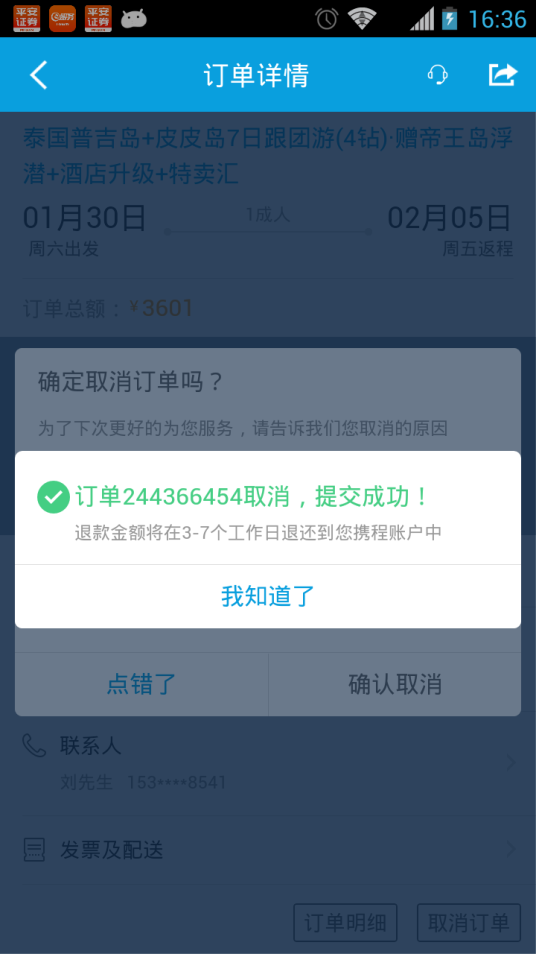 平安
证券
平安
证券
16:36
订单详情
泰国普吉岛+皮皮岛7日跟团游(4钻)·赠帝王岛浮
潜+酒店升级+特卖汇
01月30日
1成人
02月05日
周六出发
周五返程
订单总额：¥3601
确定取消订单吗？
为了下次更好的为您服务，请告诉我们您取消的原因
订单244366454取消，提交成功！
退款金额将在3-7个工作日退还到您携程账户中
我知道了
点错了
确认取消
联系人
刘先生 153****8541
发票及配送
订单明细
取消订单